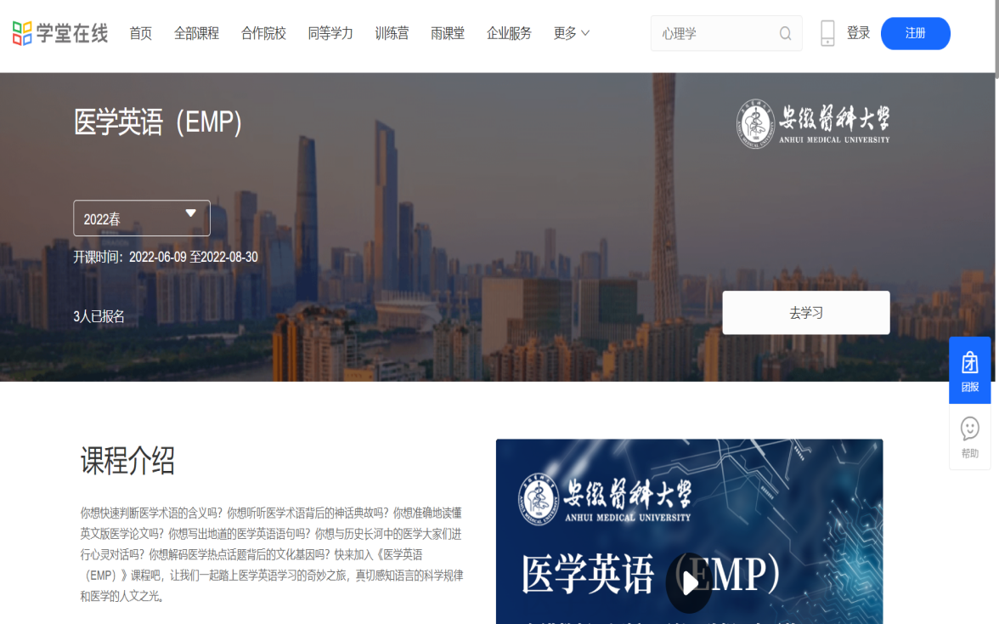 学堂在线 首页 全部课程 合作院校 同等学力 训练营 雨课堂 企业服务 更多 心理学 登录 注册
医学英语（EMP）
安徽医科大学
ANHUI MEDICAL UNIVERSITY
2022春
开课时间：2022-06-09 至2022-08-30
3人已报名
去学习
团报
帮助
课程介绍
你想快速判断医学术语的含义吗？你想听听医学术语背后的神话典故吗？你想准确地读懂
英文版医学论文吗？你想写出地道的医学英语语句吗？你想与历史长河中的医学大家们进
行心灵对话吗？你想解码医学热点话题背后的文化基因吗？快来加入《医学英语
（EMP）》课程吧，让我们一起踏上医学英语学习的奇妙之旅，真切感知语言的科学规律
和医学的人文之光。
安徽医科大学
ANHUI MEDICAL UNIVERSITY
医学英语（EMP）